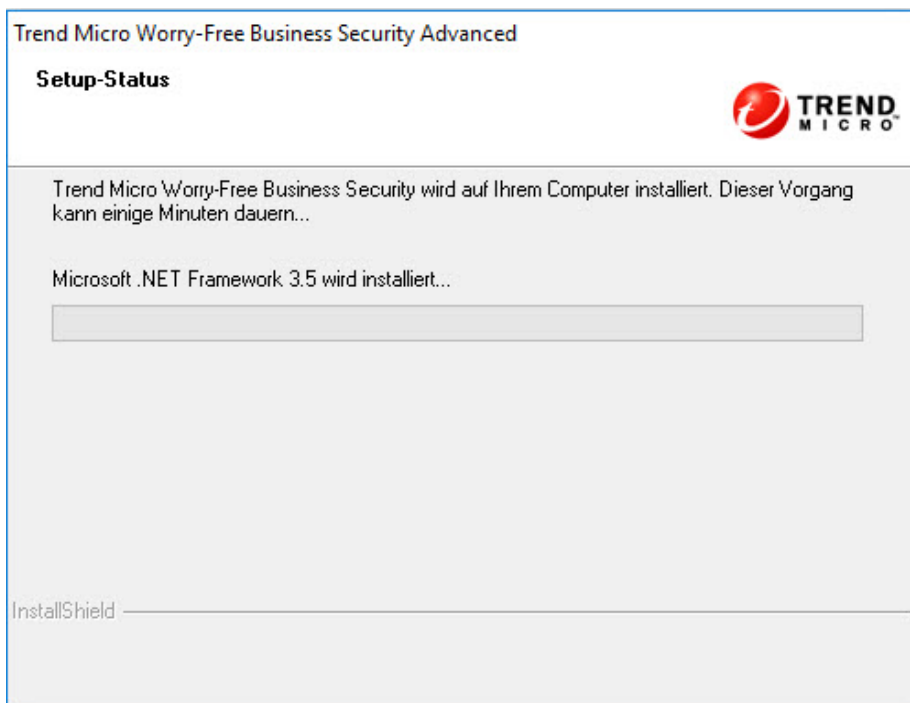 Trend Micro Worry-Free Business Security Advanced
Setup-Status
TREND
MICRO™
Trend Micro Worry-Free Business Security wird auf Ihrem Computer installiert. Dieser Vorgang
kann einige Minuten dauern...
Microsoft .NET Framework 3.5 wird installiert...
InstallShield